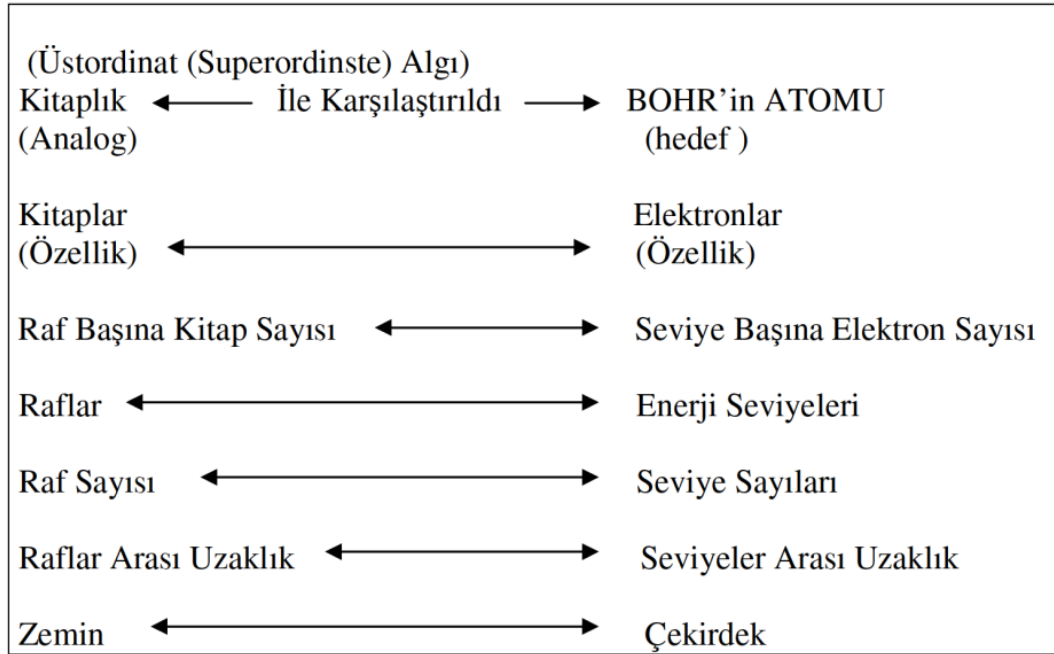 (Üstordinat (Superordinste) Algı)
Kitaplık İle Karşılaştırıldı BOHR’in ATOMU
(Analog) (hedef )
Kitaplar Elektronlar
(Özellik) (Özellik)
Raf Başına Kitap Sayısı Seviye Başına Elektron Sayısı
Raflar Enerji Seviyeleri
Raf Sayısı Seviye Sayıları
Raflar Arası Uzaklık Seviyeler Arası Uzaklık
Zemin Çekirdek